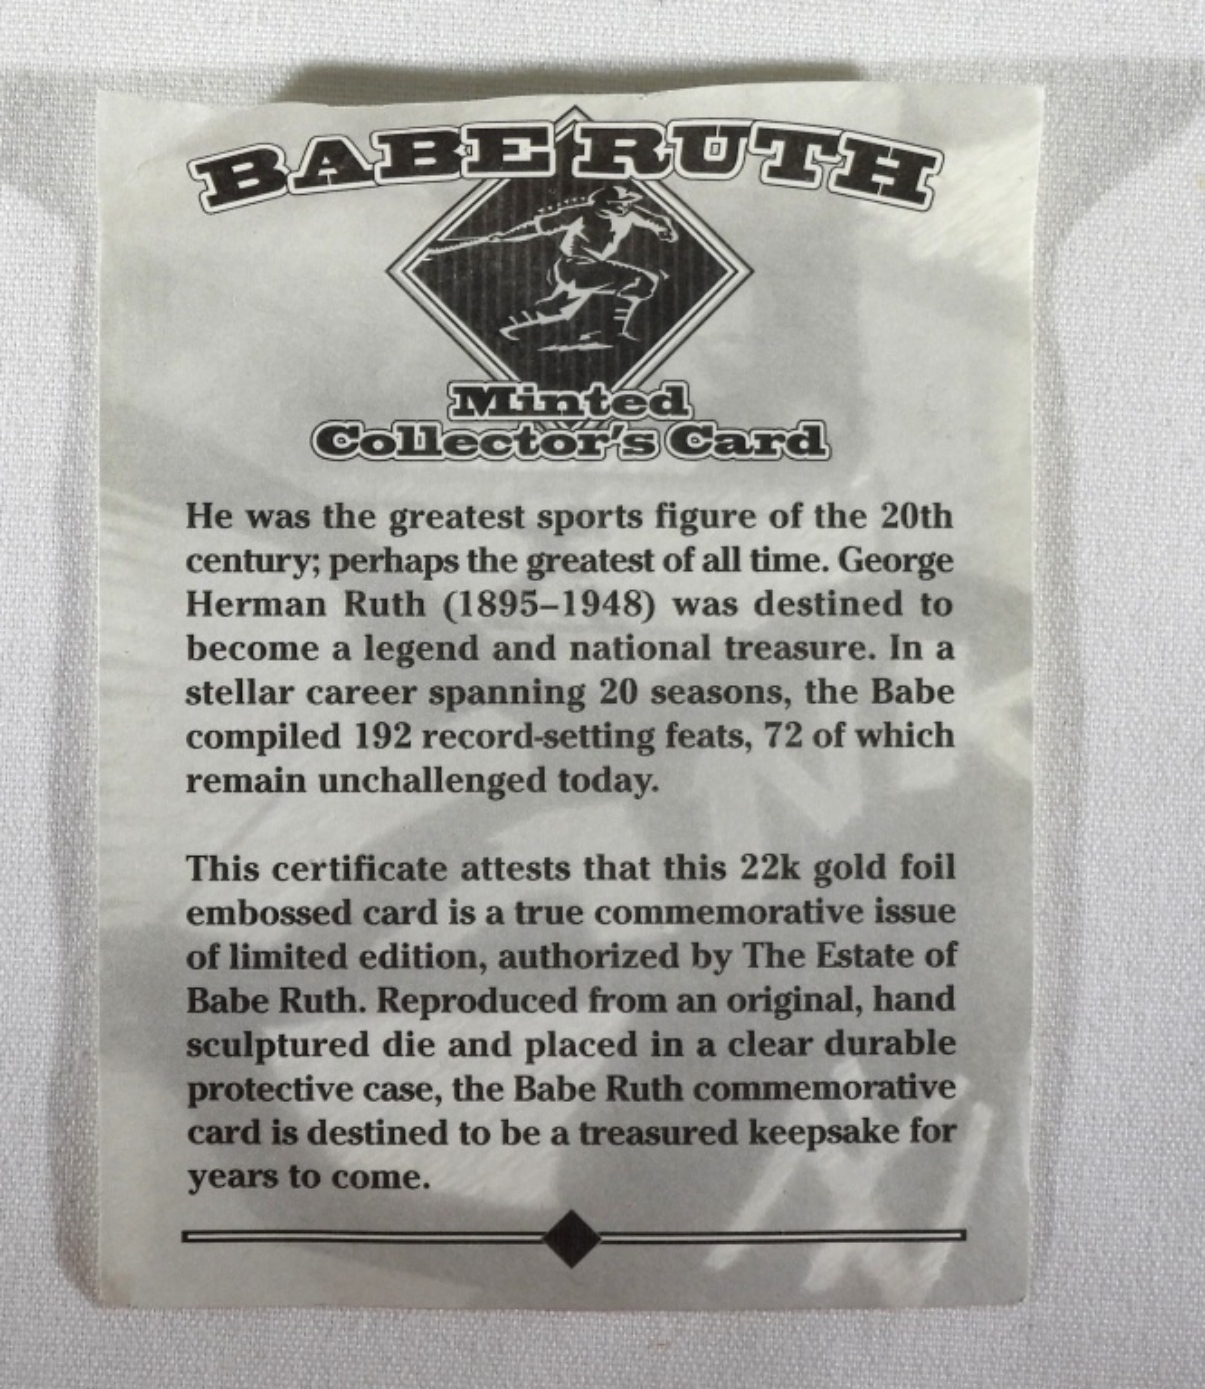 BABE RUTH
Minted
Collector's Card
He was the greatest sports figure of the 20th
century; perhaps the greatest of all time. George
Herman Ruth (1895–1948) was destined to
become a legend and national treasure. In a
stellar career spanning 20 seasons, the Babe
compiled 192 record-setting feats, 72 of which
remain unchallenged today.
This certificate attests that this 22k gold foil
embossed card is a true commemorative issue
of limited edition, authorized by The Estate of
Babe Ruth. Reproduced from an original, hand
sculptured die and placed in a clear durable
protective case, the Babe Ruth commemorative
card is destined to be a treasured keepsake for
years to come.